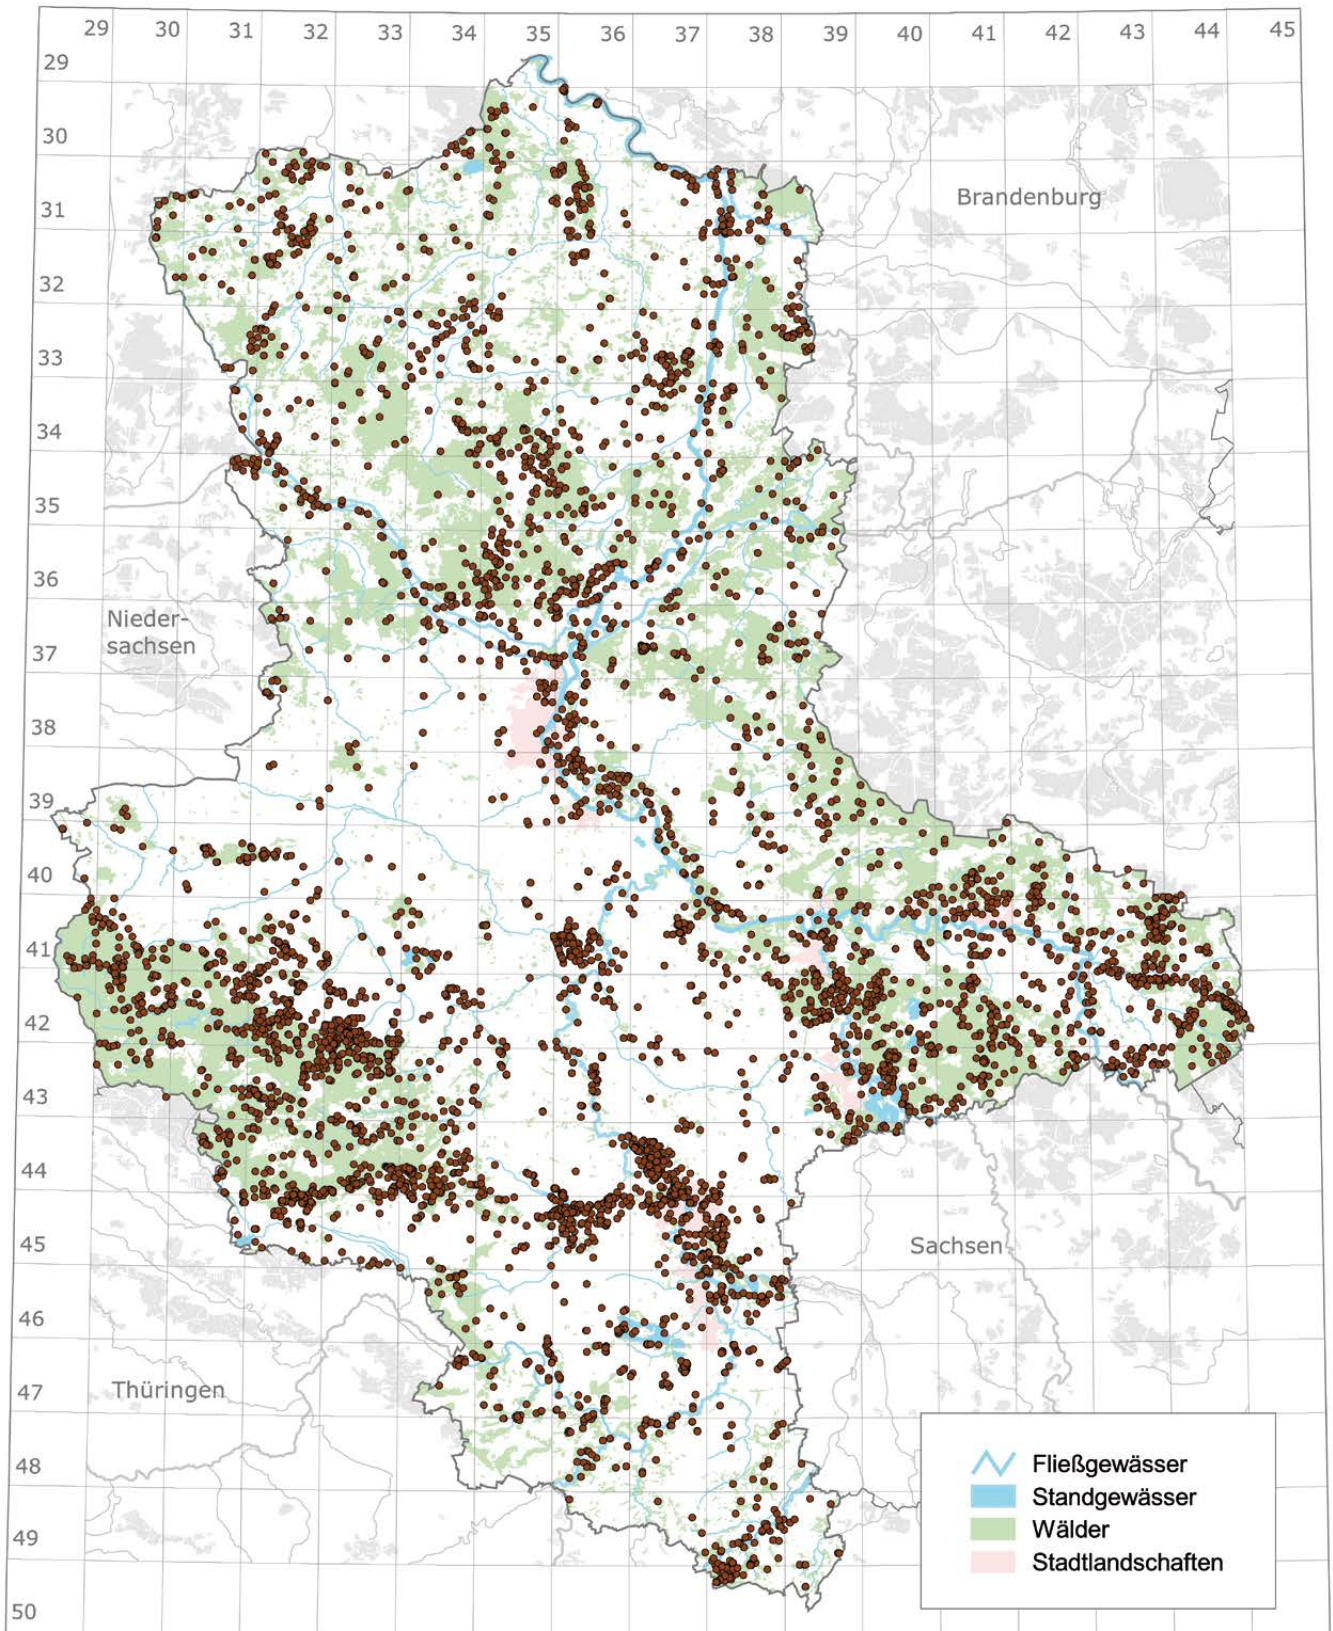 29 30 31 32 33 34 35 36 37 38 39 40 41 42 43 44 45
29
30
31
32
33
34
35
36
37
38
39
40
41
42
43
44
45
46
47
48
49
50
Brandenburg
Nieder-
sachsen
Sachsen
Thüringen
Fließgewässer
Standgewässer
Wälder
Stadtlandschaften